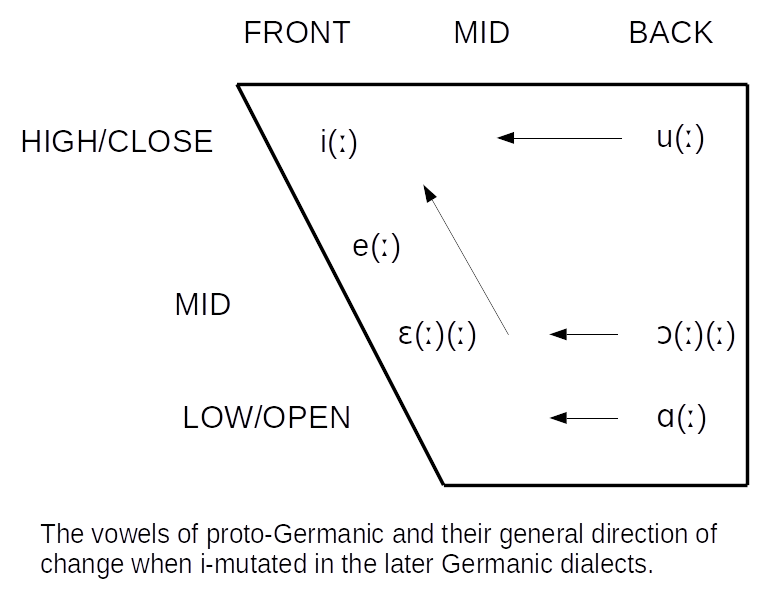 FRONT MID BACK
HIGH/CLOSE i(ː) u(ː)
e(ː)
MID
ɛ(ː)(ː) ɔ(ː)(ː)
LOW/OPEN ɑ(ː)
The vowels of proto-Germanic and their general direction of
change when i-mutated in the later Germanic dialects.